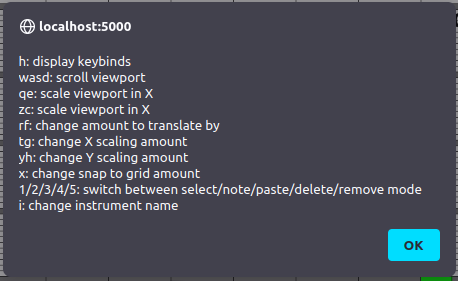 localhost:5000
h: display keybinds
wasd: scroll viewport
qe: scale viewport in X
zc: scale viewport in X
rf: change amount to translate by
tg: change X scaling amount
yh: change Y scaling amount
x: change snap to grid amount
1/2/3/4/5: switch between select/note/paste/delete/remove mode
i: change instrument name
OK